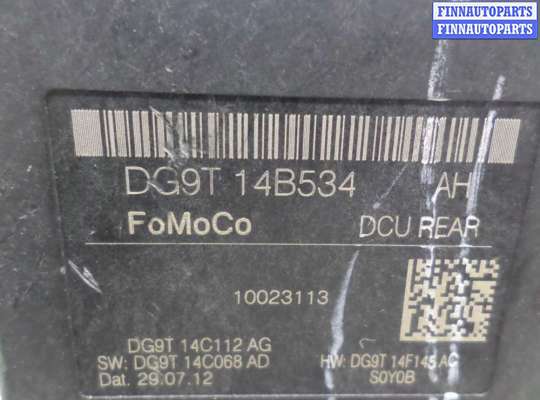 FINNAUTOPARTS
FINNAUTOPARTS
DG9T 14B534 AH
FoMoCo DCU REAR
10023113
DG9T 14C112 AG
SW: DG9T 14C068 AD HW: DG9T 14F145 AC
Dat. 29.07.12 S0Y0B